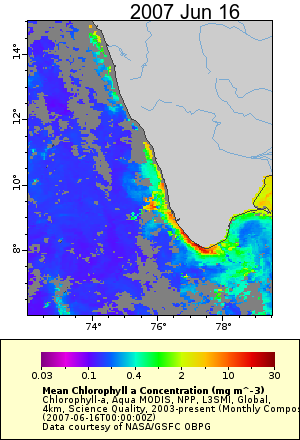 2007 Jun 16
14°
12°
10°
8°
74° 76° 78°
0.03 0.1 0.4 3 10 30
Mean Chlorophyll a Concentration (mg m^-3)
Chlorophyll-a, Aqua MODIS, NPP, L3SMI, Global,
4km, Science Quality, 2003-present (Monthly Compos
(2007-06-16T00:00:00Z)
Data courtesy of NASA/GSFC OBPG